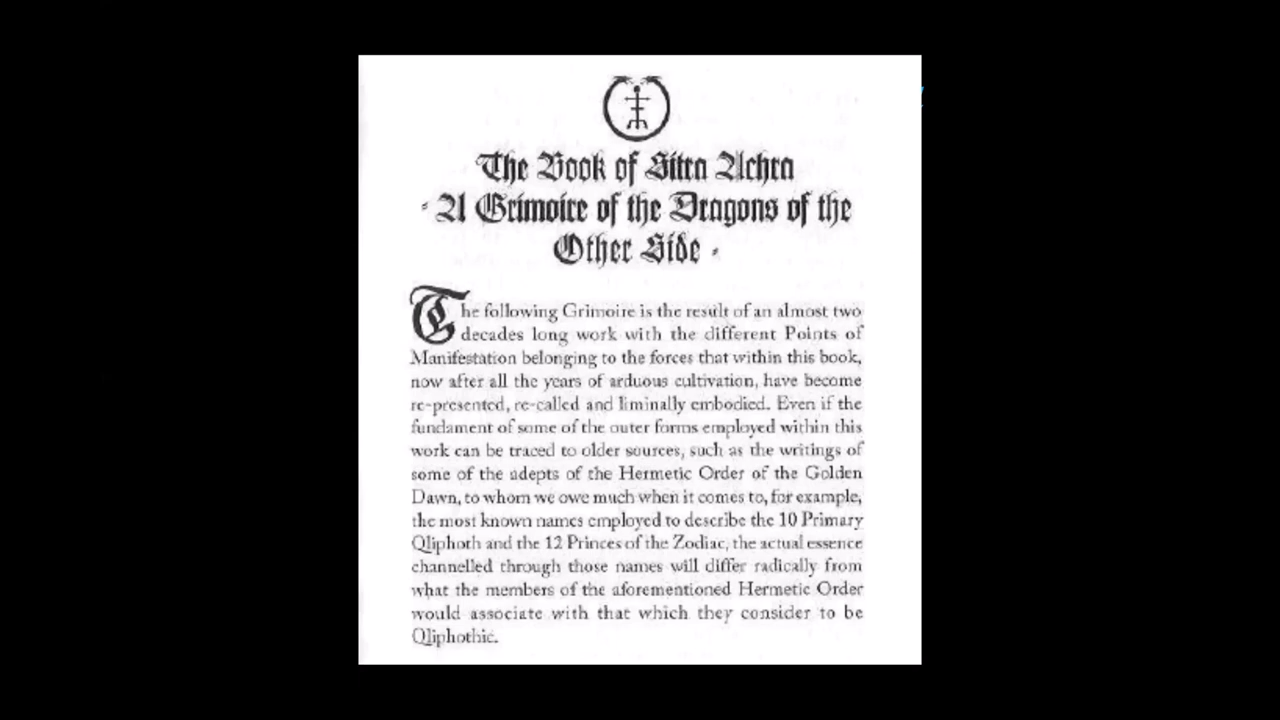 The Book of Sitra Achra
- A Grimoire of the Dragons of the
Other Side -
The following Grimoire is the result of an almost two
decades long work with the different Points of
Manifestation belonging to the forces that within this book,
now after all the years of arduous cultivation, have become
re-presented, re-called and liminally embodied. Even if the
fundament of some of the outer forms employed within this
work can be traced to older sources, such as the writings of
some of the adepts of the Hermetic Order of the Golden
Dawn, to whom we owe much when it comes to, for example,
the most known names employed to describe the 10 Primary
Qliphoth and the 12 Princes of the Zodiac, the actual essence
channelled through those names will differ radically from
what the members of the aforementioned Hermetic Order
would associate with that which they consider to be
Qliphothic.